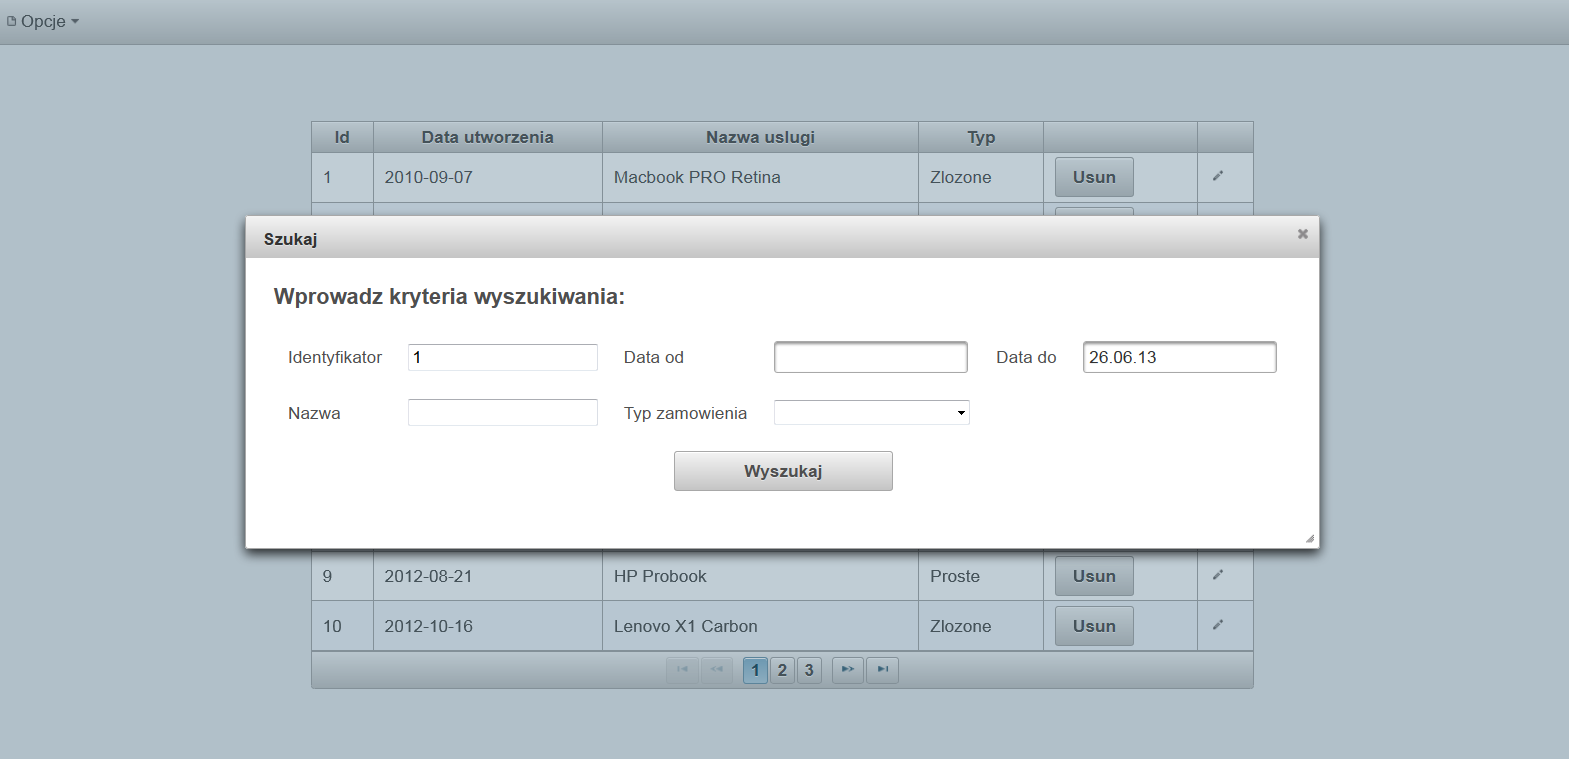 Opcje
Id Data utworzenia Nazwa uslugi Typ
1 2010-09-07 Macbook PRO Retina Zlozone Usun
Szukaj
Wprowadz kryteria wyszukiwania:
Identyfikator 1 Data od Data do 26.06.13
Nazwa Typ zamowienia
Wyszukaj
9 2012-08-21 HP Probook Proste Usun
10 2012-10-16 Lenovo X1 Carbon Zlozone Usun
1 2 3